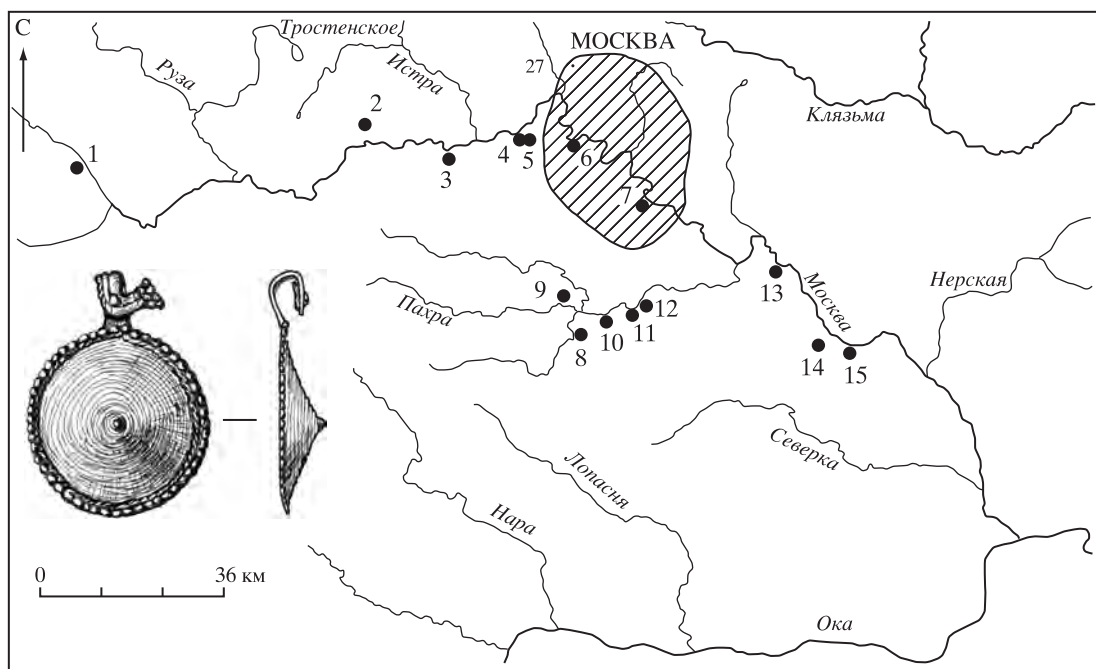 С
Тростенское
МОСКВА
Руза
Истра
27
Клязьма
2
1
4
5
6
3
7
Нерская
9
13
Москва
Пахра
12
11
10
8
14
15
Северка
Лопасня
Нара
0
36 км
Ока